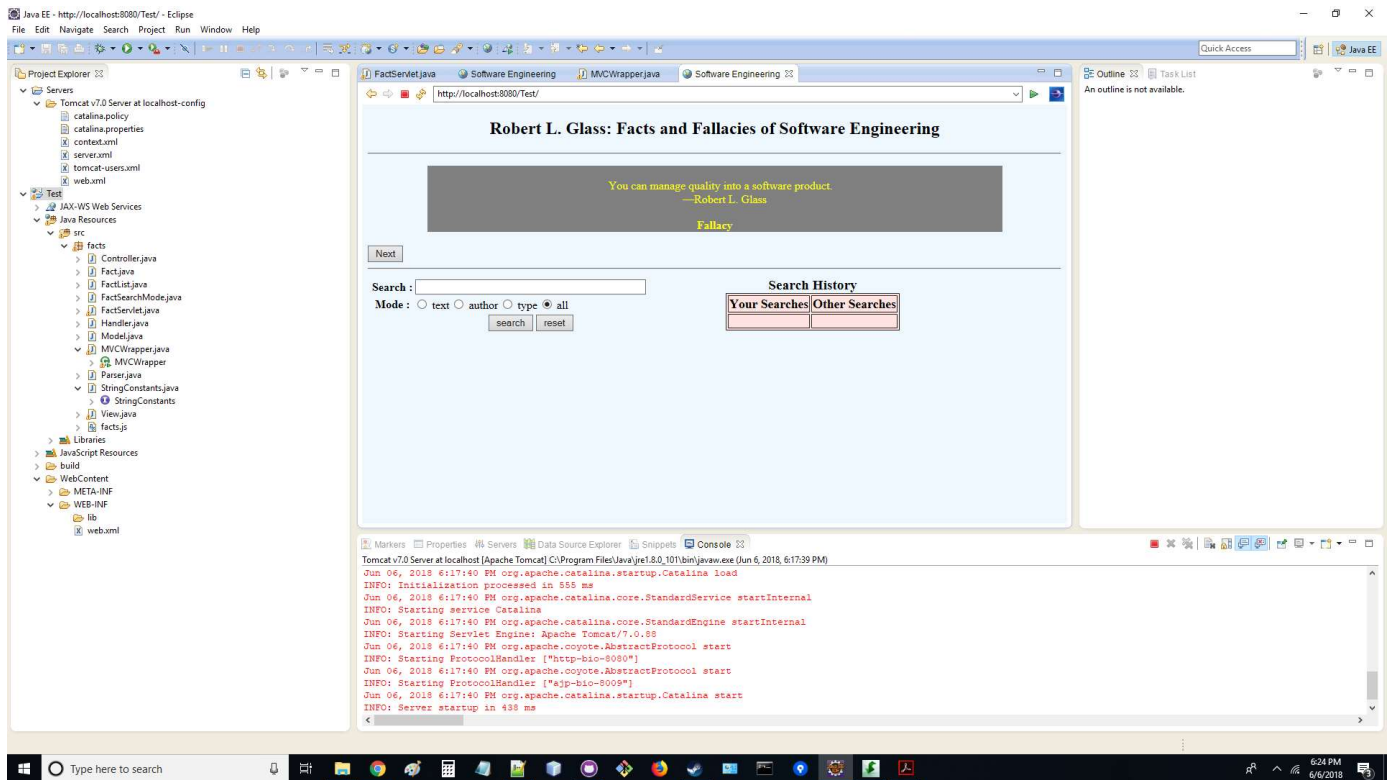 Java EE - http://localhost:8080/Test/ - Eclipse
File Edit Navigate Search Project Run Window Help
Quick Access
Java EE
Project Explorer
Servers
Tomcat v7.0 Server at localhost-config
catalina.policy
catalina.properties
context.xml
server.xml
tomcat-users.xml
web.xml
Test
JAX-WS Web Services
Java Resources
src
facts
Controller.java
Fact.java
FactList.java
FactSearchMode.java
FactServlet.java
Handler.java
Model.java
MVCWrapper.java
MVCWrapper
Parser.java
StringConstants.java
StringConstants
View.java
facts.js
Libraries
JavaScript Resources
build
WebContent
META-INF
WEB-INF
lib
web.xml
FactServlet.java Software Engineering MVCWrapper.java Software Engineering
http://localhost:8080/Test/
Robert L. Glass: Facts and Fallacies of Software Engineering
You can manage quality into a software product.
—Robert L. Glass
Fallacy
Next
Search :
Mode : text author type all
search reset
Search History
Your Searches Other Searches
Outline Task List
An outline is not available.
Markers Properties Servers Data Source Explorer Snippets Console
Tomcat v7.0 Server at localhost [Apache Tomcat] C:\Program Files\Java\jre1.8.0_101\bin\javaw.exe (Jun 6, 2018, 6:17:39 PM)
Jun 06, 2018 6:17:40 PM org.apache.catalina.startup.Catalina load
INFO: Initialization processed in 555 ms
Jun 06, 2018 6:17:40 PM org.apache.catalina.core.StandardService startInternal
INFO: Starting service Catalina
Jun 06, 2018 6:17:40 PM org.apache.catalina.core.StandardEngine startInternal
INFO: Starting Servlet Engine: Apache Tomcat/7.0.88
Jun 06, 2018 6:17:40 PM org.apache.coyote.AbstractProtocol start
INFO: Starting ProtocolHandler ["http-bio-8080"]
Jun 06, 2018 6:17:40 PM org.apache.coyote.AbstractProtocol start
INFO: Starting ProtocolHandler ["ajp-bio-8009"]
Jun 06, 2018 6:17:40 PM org.apache.catalina.startup.Catalina start
INFO: Server startup in 438 ms
Type here to search
6:24 PM
6/6/2018